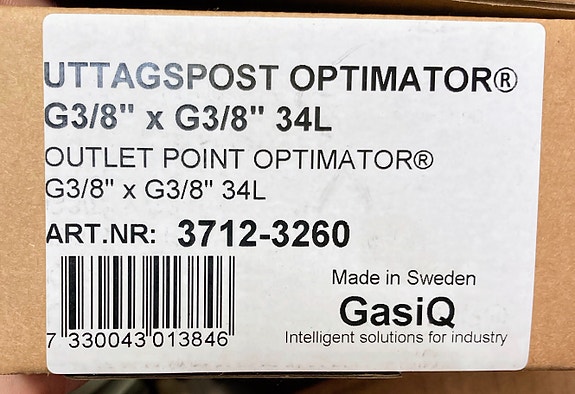 UTTAGSPOST OPTIMATOR®
G3/8" x G3/8" 34L
OUTLET POINT OPTIMATOR®
G3/8" x G3/8" 34L
ART.NR: 3712-3260
7 330043 013846
Made in Sweden
GasiQ
Intelligent solutions for industry